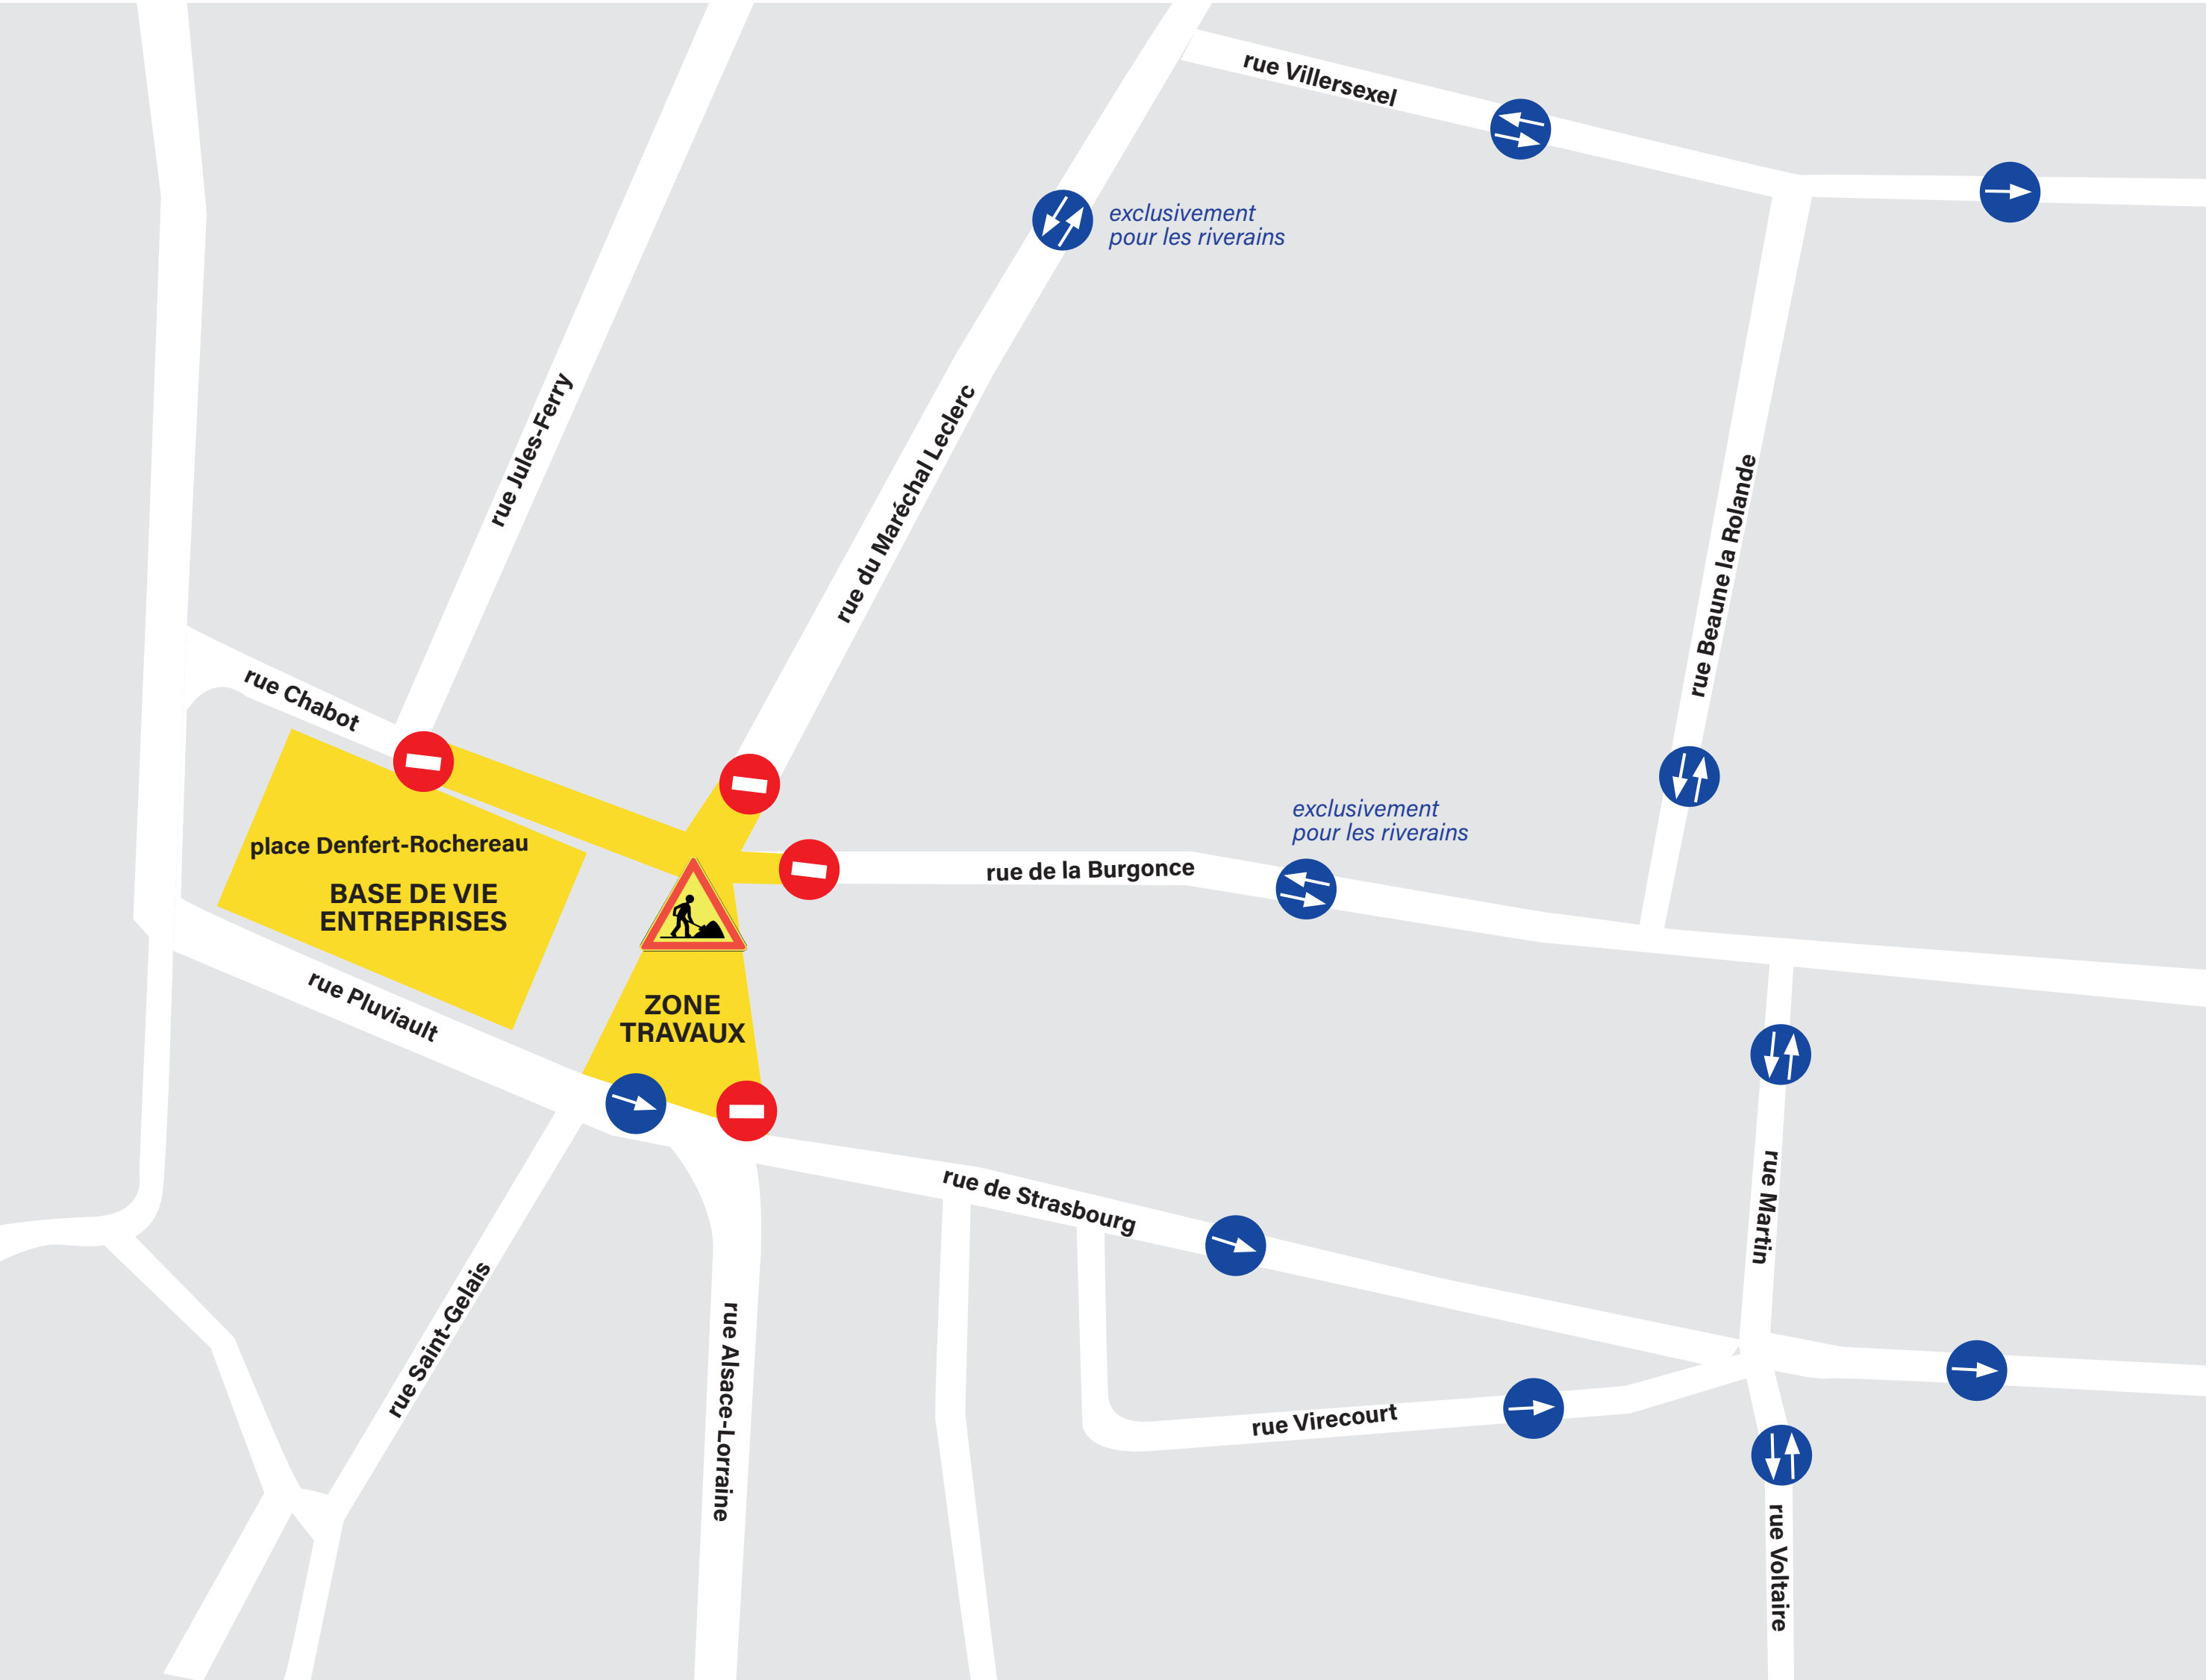 rue Villersexel
exclusivement
pour les riverains
rue Jules-Ferry
rue du Maréchal Leclerc
rue Beaune la Rolande
rue Chabot
exclusivement
pour les riverains
place Denfert-Rochereau
rue de la Burgonce
BASE DE VIE
ENTREPRISES
rue Pluviault
ZONE
TRAVAUX
rue de Strasbourg
rue Martin
rue Saint-Gelais
rue Alsace-Lorraine
rue Virecourt
rue Voltaire